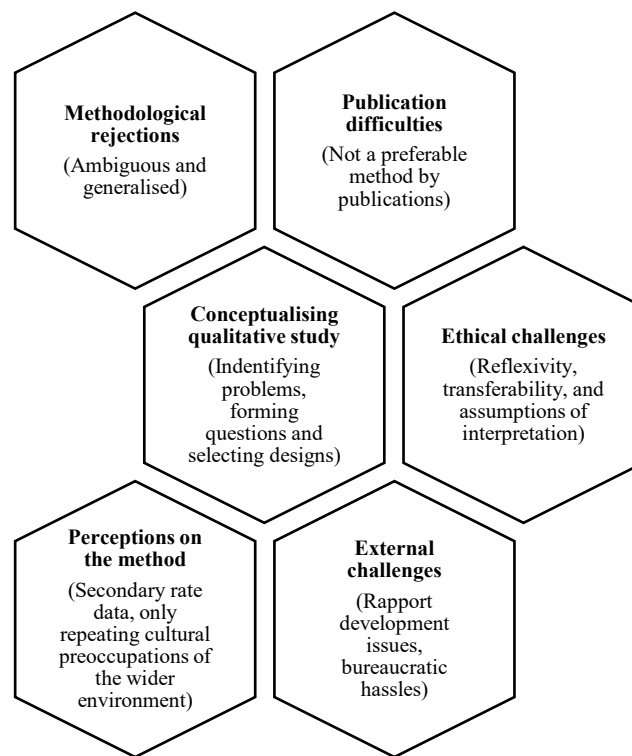 Methodological
rejections
(Ambiguous and
generalised)
Publication
difficulties
(Not a preferable
method by
publications)
Conceptualising
qualitative study
(Indentifying
problems,
forming
questions and
selecting designs)
Ethical challenges
(Reflexivity,
transferability, and
assumptions of
interpretation)
Perceptions on
the method
(Secondary rate
data, only
repeating cultural
preoccupations of
the wider
environment)
External
challenges
(Rapport
development
issues,
bureaucratic
hassles)